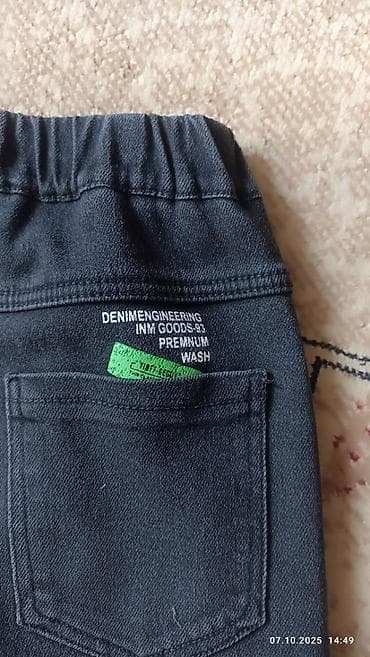 DENIMENGINEERING
INM GOODS-93
PREMNUM
WASH
07.10.2025 14:49